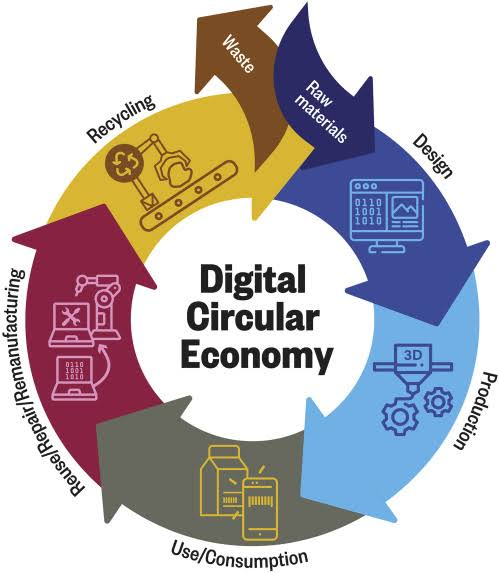 Waste
Raw
materials
Recycling
Design
0110
1001
1010
Digital
Circular
Economy
3D
Production
0110
1001
1010
Reuse/Repair/Remanufacturing
Use/Consumption